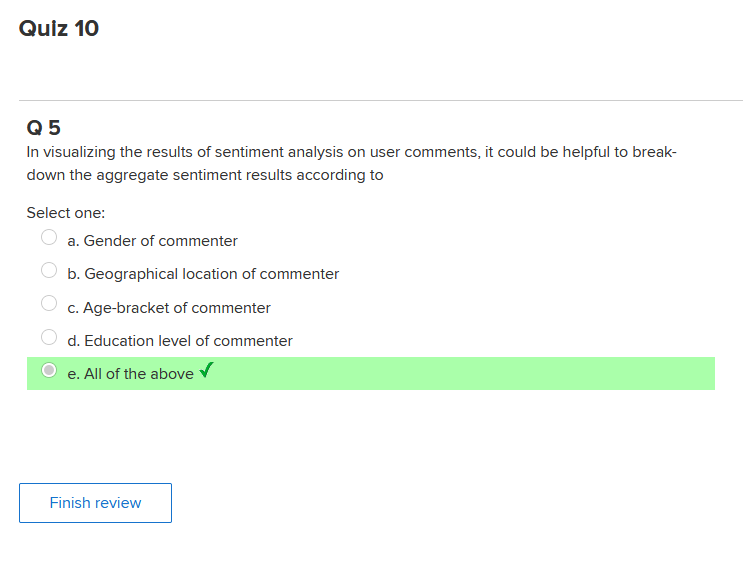 Quiz 10
Q 5
In visualizing the results of sentiment analysis on user comments, it could be helpful to break-
down the aggregate sentiment results according to
Select one:
a. Gender of commenter
b. Geographical location of commenter
c. Age-bracket of commenter
d. Education level of commenter
e. All of the above
Finish review